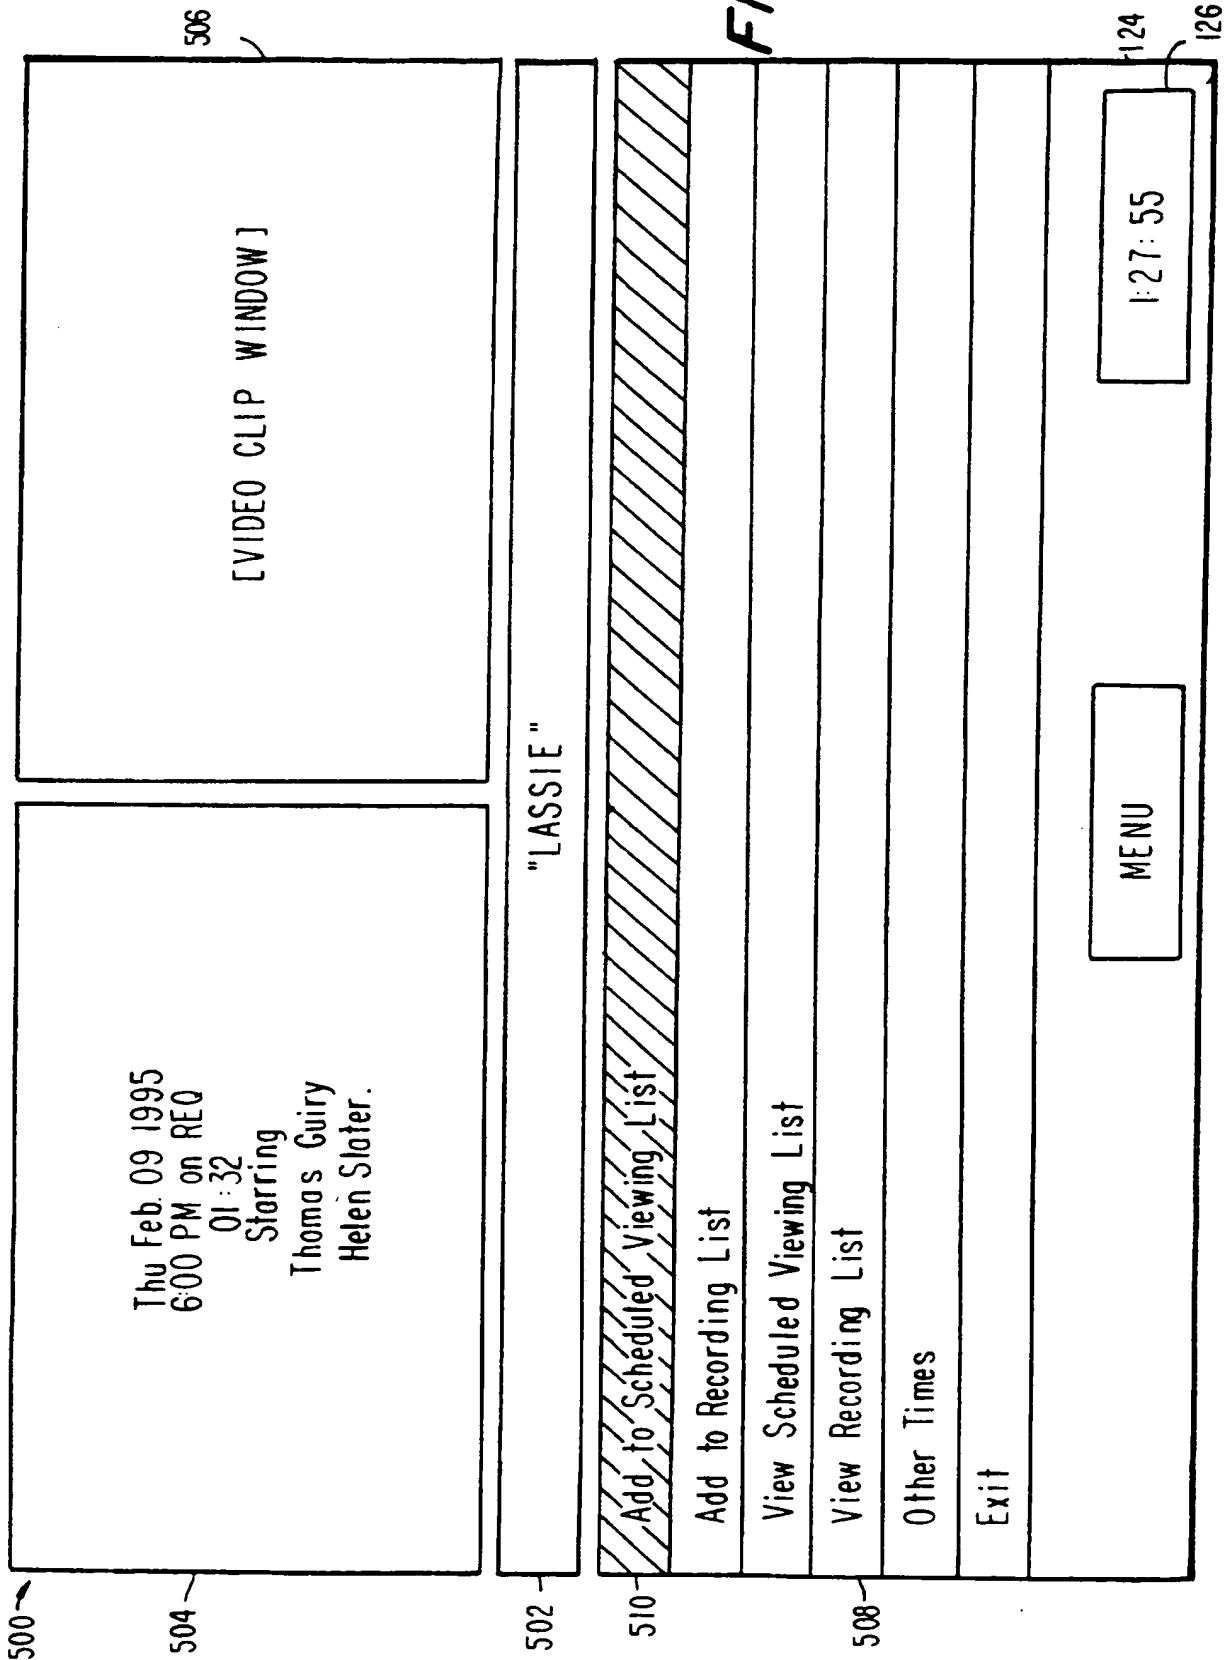 500
504
Thu Feb. 09 1995
6:00 PM on REQ
01:32
Starring
Thomas Guiry
Helen Slater.
[VIDEO CLIP WINDOW]
506
502
"LASSIE"
510
Add to Scheduled Viewing List
Add to Recording List
View Scheduled Viewing List
508
View Recording List
Other Times
Exit
MENU
1:27:55
124
126